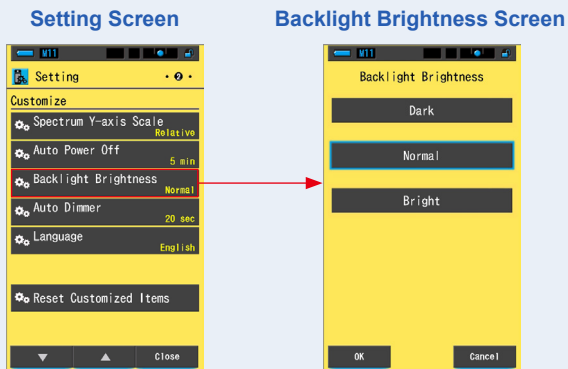 Setting Screen
Backlight Brightness Screen
M11
Setting
2
Customize
Spectrum Y-axis Scale
Relative
Auto Power Off
5 min
Backlight Brightness
Normal
Auto Dimmer
20 sec
Language
English
Reset Customized Items
Close
M11
Backlight Brightness
Dark
Normal
Bright
OK
Cancel